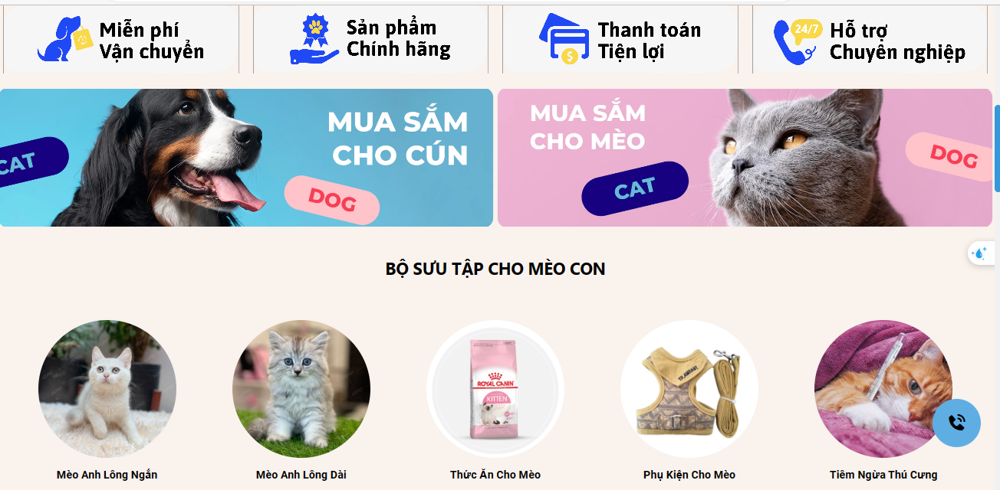 Miễn phí
Vận chuyển
Sản phẩm
Chính hãng
Thanh toán
Tiện lợi
24/7
Hỗ trợ
Chuyên nghiệp
CAT
MUA SẮM
CHO CÚN
DOG
MUA SẮM
CHO MÈO
CAT
DOG
BỘ SƯU TẬP CHO MÈO CON
ROYAL CANIN
KITTEN
Mèo Anh Lông Ngắn
Mèo Anh Lông Dài
Thức Ăn Cho Mèo
Phụ Kiện Cho Mèo
Tiêm Ngừa Thú Cưng